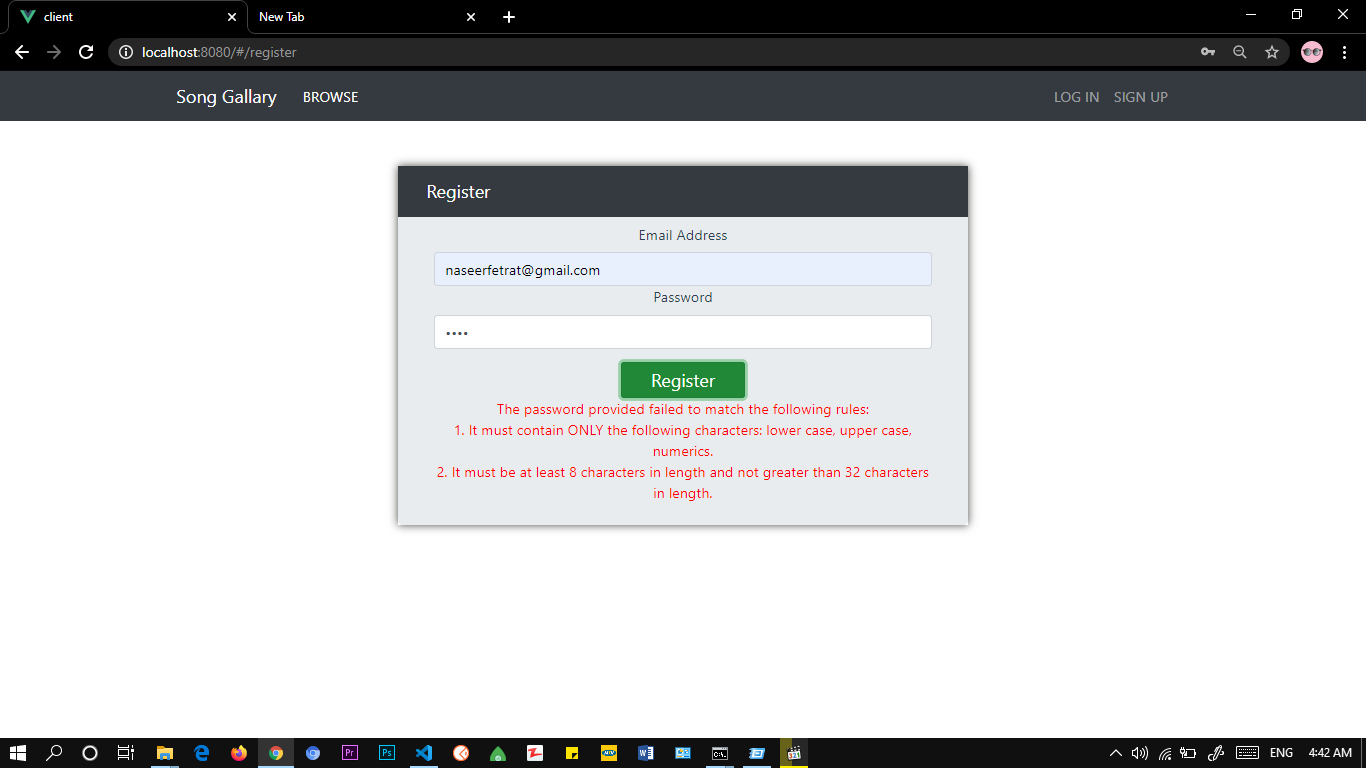 client
New Tab
localhost:8080/#/register
Song Gallary BROWSE LOG IN SIGN UP
Register
Email Address
naseerfetrat@gmail.com
Password
••••
Register
The password provided failed to match the following rules:
1. It must contain ONLY the following characters: lower case, upper case,
numerics.
2. It must be at least 8 characters in length and not greater than 32 characters
in length.
Pr Ps ENG 4:42 AM